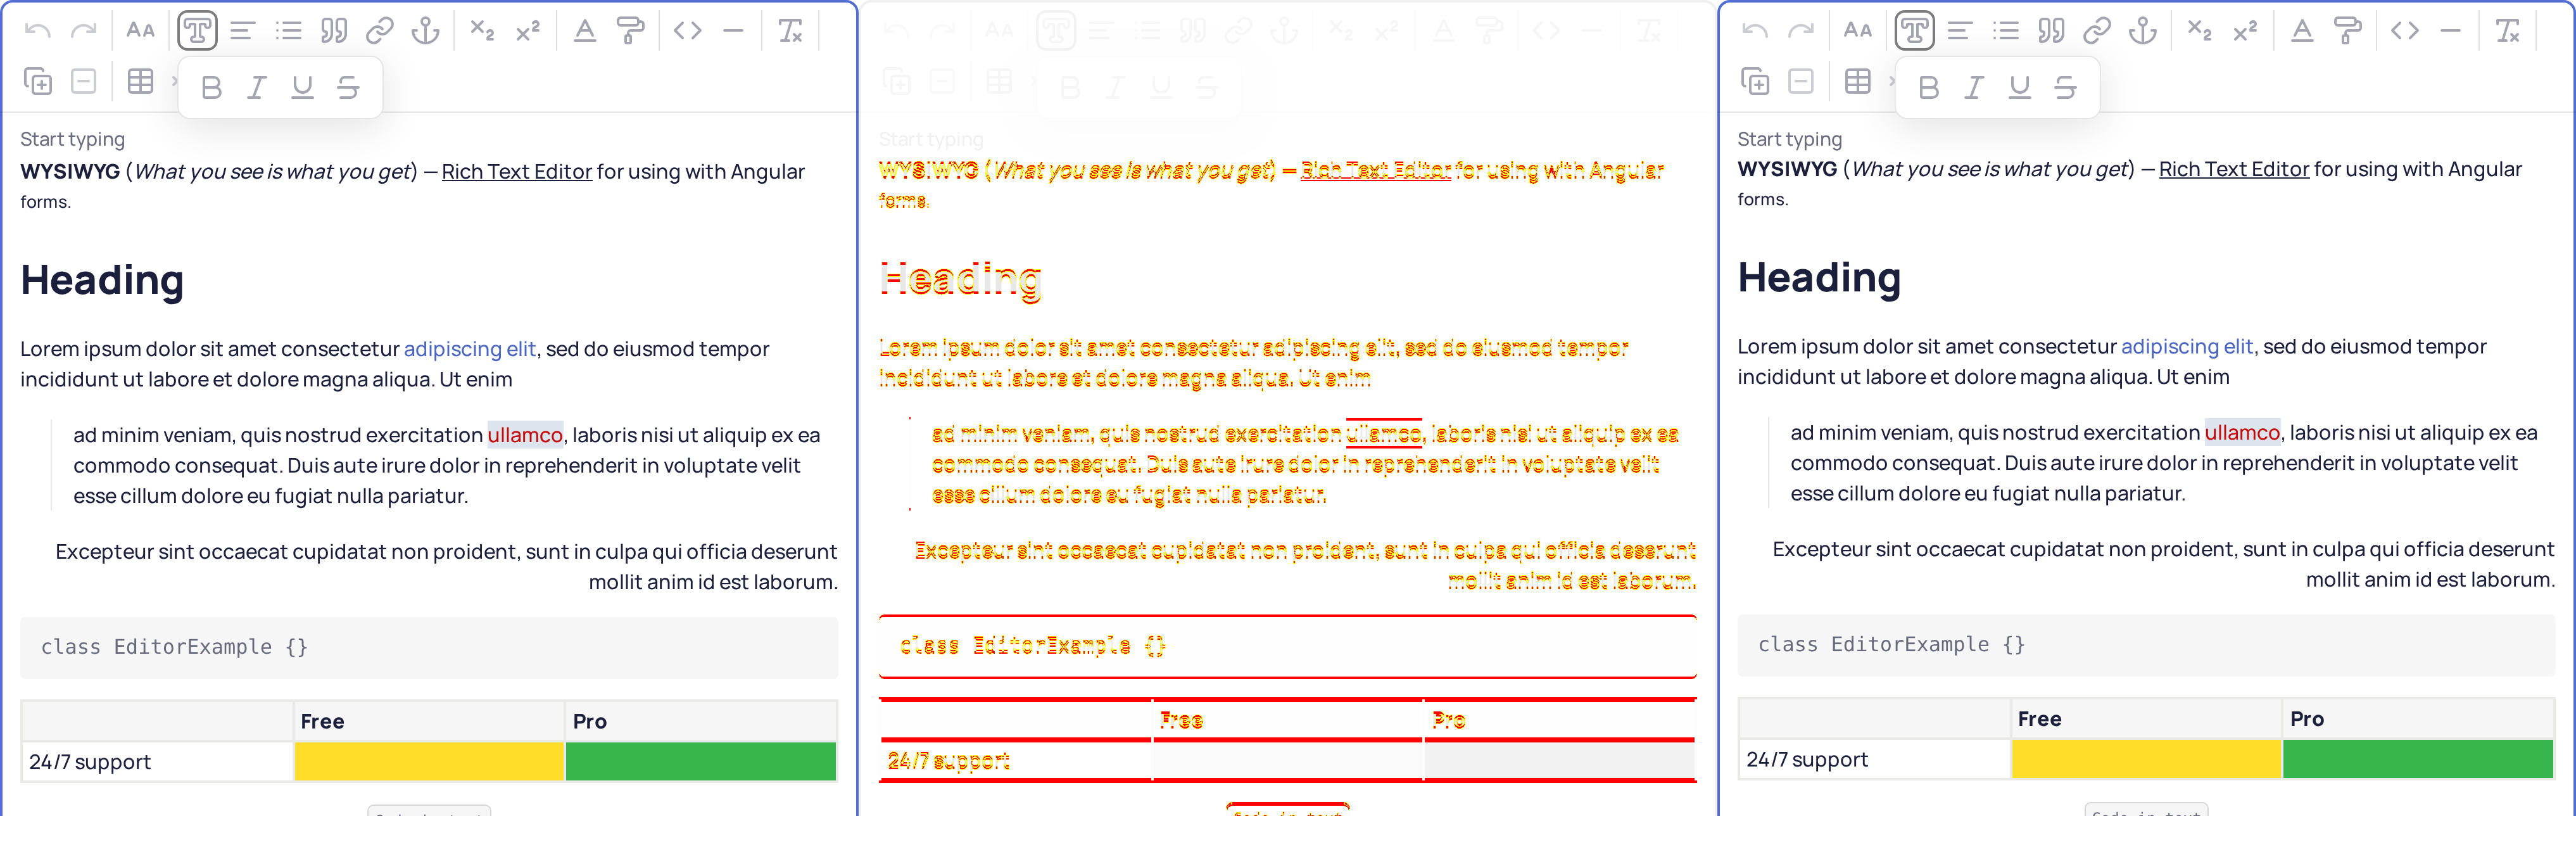 Start typing
WYSIWYG (What you see is what you get) — Rich Text Editor for using with Angular
forms.
Heading
Lorem ipsum dolor sit amet consectetur adipiscing elit, sed do eiusmod tempor
incididunt ut labore et dolore magna aliqua. Ut enim
ad minim veniam, quis nostrud exercitation ullamco, laboris nisi ut aliquip ex ea
commodo consequat. Duis aute irure dolor in reprehenderit in voluptate velit
esse cillum dolore eu fugiat nulla pariatur.
Excepteur sint occaecat cupidatat non proident, sunt in culpa qui officia deserunt
mollit anim id est laborum.
class EditorExample {}
Free Pro
24/7 support
Start typing
WYSIWYG (What you see is what you get) — Rich Text Editor for using with Angular
forms.
Heading
Lorem ipsum dolor sit amet consectetur adipiscing elit, sed do eiusmod tempor
incididunt ut labore et dolore magna aliqua. Ut enim
ad minim veniam, quis nostrud exercitation ullamco, laboris nisi ut aliquip ex ea
commodo consequat. Duis aute irure dolor in reprehenderit in voluptate velit
esse cillum dolore eu fugiat nulla pariatur.
Excepteur sint occaecat cupidatat non proident, sunt in culpa qui officia deserunt
mollit anim id est laborum.
class EditorExample {}
Free Pro
24/7 support
Code in text
Start typing
WYSIWYG (What you see is what you get) — Rich Text Editor for using with Angular
forms.
Heading
Lorem ipsum dolor sit amet consectetur adipiscing elit, sed do eiusmod tempor
incididunt ut labore et dolore magna aliqua. Ut enim
ad minim veniam, quis nostrud exercitation ullamco, laboris nisi ut aliquip ex ea
commodo consequat. Duis aute irure dolor in reprehenderit in voluptate velit
esse cillum dolore eu fugiat nulla pariatur.
Excepteur sint occaecat cupidatat non proident, sunt in culpa qui officia deserunt
mollit anim id est laborum.
class EditorExample {}
Free Pro
24/7 support
Code in text